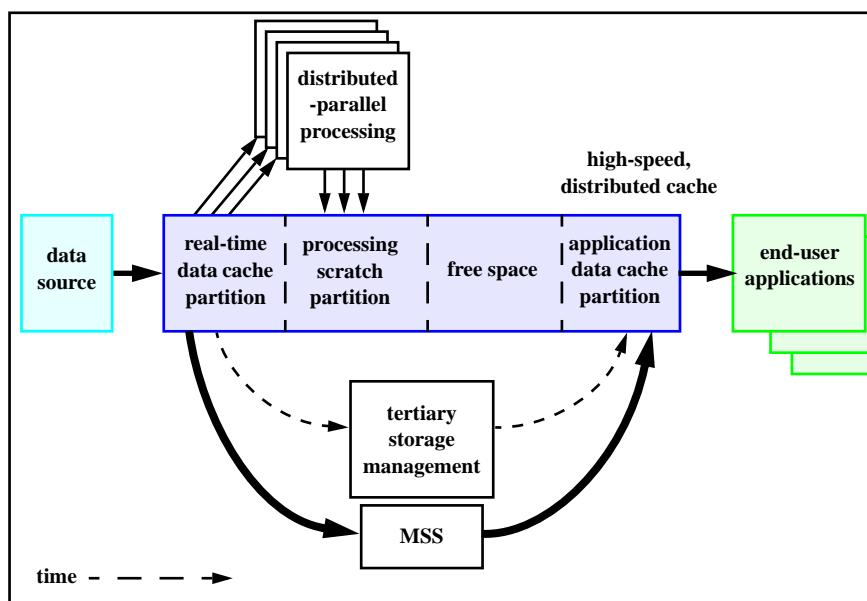 distributed
-parallel
processing
high-speed,
distributed cache
data
source
real-time
data cache
partition
processing
scratch
partition
free space
application
data cache
partition
end-user
applications
tertiary
storage
management
MSS
time